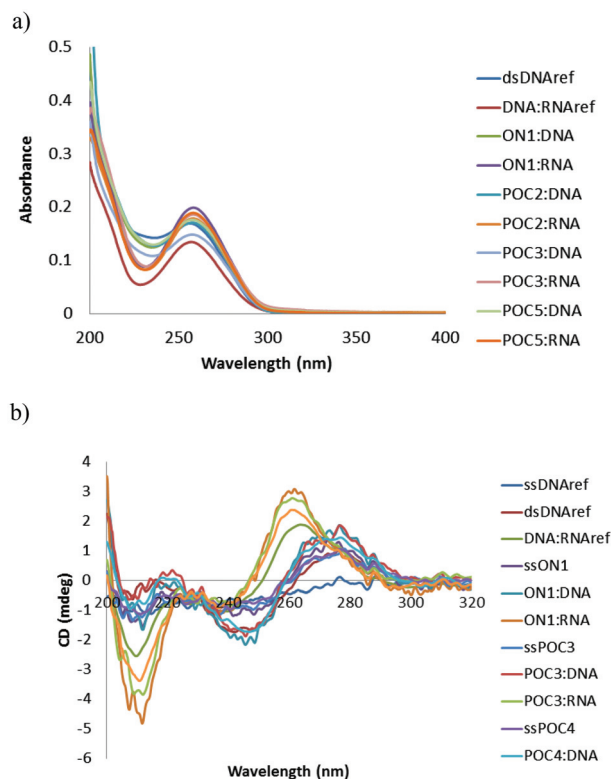 a)
0.5
0.4
0.3
0.2
0.1
0
Absorbance
200 250 300 350 400
Wavelength (nm)
dsDNAref
DNA:RNAref
ON1:DNA
ON1:RNA
POC2:DNA
POC2:RNA
POC3:DNA
POC3:RNA
POC5:DNA
POC5:RNA
b)
4
3
2
1
0
-1
-2
-3
-4
-5
-6
CD (mdeg)
200 220 240 260 280 300 320
Wavelength (nm)
ssDNAref
dsDNAref
DNA:RNAref
ssON1
ON1:DNA
ON1:RNA
ssPOC3
POC3:DNA
POC3:RNA
ssPOC4
POC4:DNA